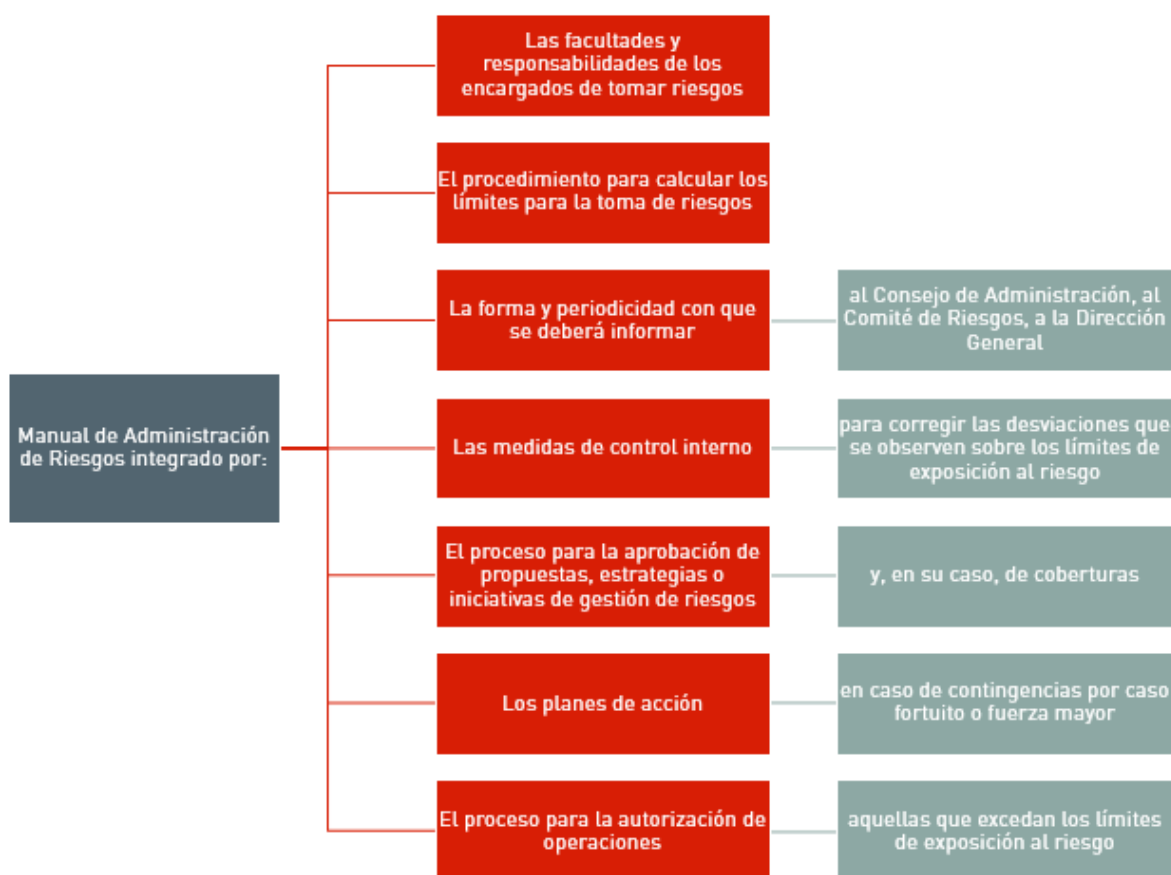 Manual de Administración
de Riesgos integrado por:
Las facultades y
responsabilidades de los
encargados de tomar riesgos
El procedimiento para calcular los
límites para la toma de riesgos
La forma y periodicidad con que
se deberá informar
al Consejo de Administración, al
Comité de Riesgos, a la Dirección
General
Las medidas de control interno
para corregir las desviaciones que
se observen sobre los límites de
exposición al riesgo
El proceso para la aprobación de
propuestas, estrategias o
iniciativas de gestión de riesgos
y, en su caso, de coberturas
Los planes de acción
en caso de contingencias por caso
fortuito o fuerza mayor
El proceso para la autorización de
operaciones
aquellas que excedan los límites
de exposición al riesgo